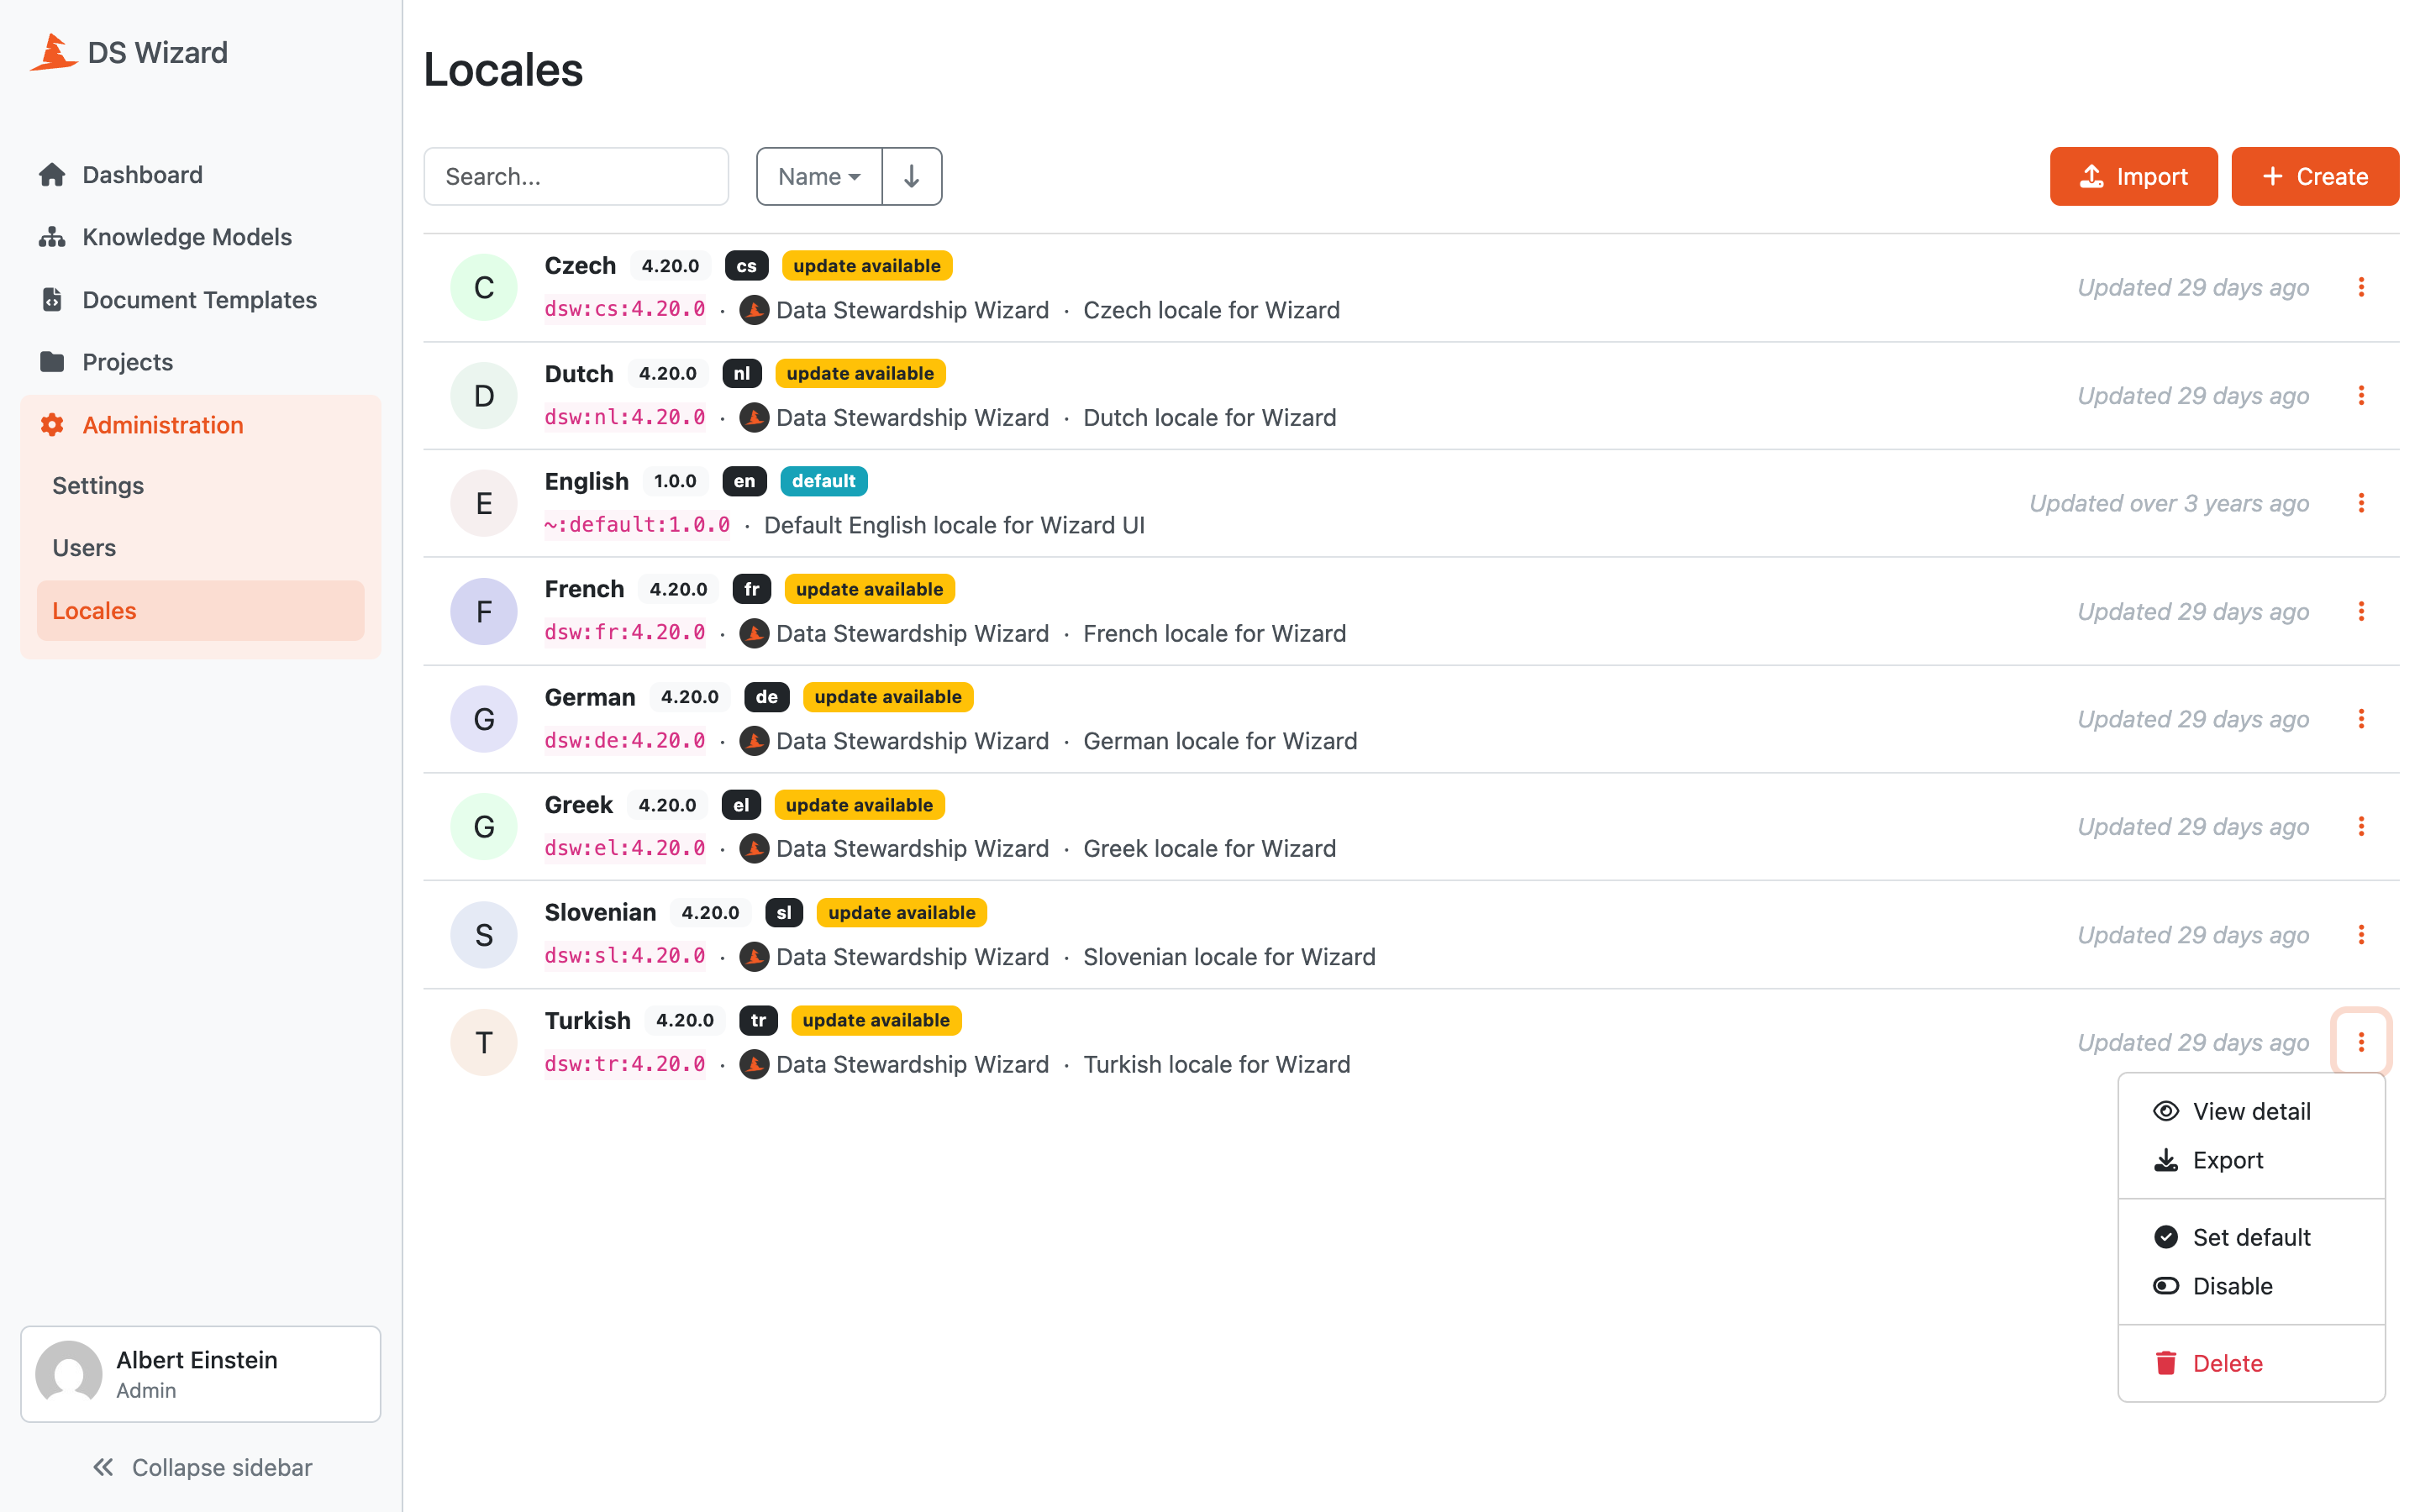 DS Wizard
Dashboard
Knowledge Models
Document Templates
Projects
Administration
Settings
Users
Locales
Albert Einstein
Admin
Collapse sidebar
Locales
Search...
Name
Import
Create
C
Czech 4.20.0 cs update available
dsw:cs:4.20.0 · Data Stewardship Wizard · Czech locale for Wizard
Updated 29 days ago
D
Dutch 4.20.0 nl update available
dsw:nl:4.20.0 · Data Stewardship Wizard · Dutch locale for Wizard
Updated 29 days ago
E
English 1.0.0 en default
~:default:1.0.0 · Default English locale for Wizard UI
Updated over 3 years ago
F
French 4.20.0 fr update available
dsw:fr:4.20.0 · Data Stewardship Wizard · French locale for Wizard
Updated 29 days ago
G
German 4.20.0 de update available
dsw:de:4.20.0 · Data Stewardship Wizard · German locale for Wizard
Updated 29 days ago
G
Greek 4.20.0 el update available
dsw:el:4.20.0 · Data Stewardship Wizard · Greek locale for Wizard
Updated 29 days ago
S
Slovenian 4.20.0 sl update available
dsw:sl:4.20.0 · Data Stewardship Wizard · Slovenian locale for Wizard
Updated 29 days ago
T
Turkish 4.20.0 tr update available
dsw:tr:4.20.0 · Data Stewardship Wizard · Turkish locale for Wizard
Updated 29 days ago
View detail
Export
Set default
Disable
Delete